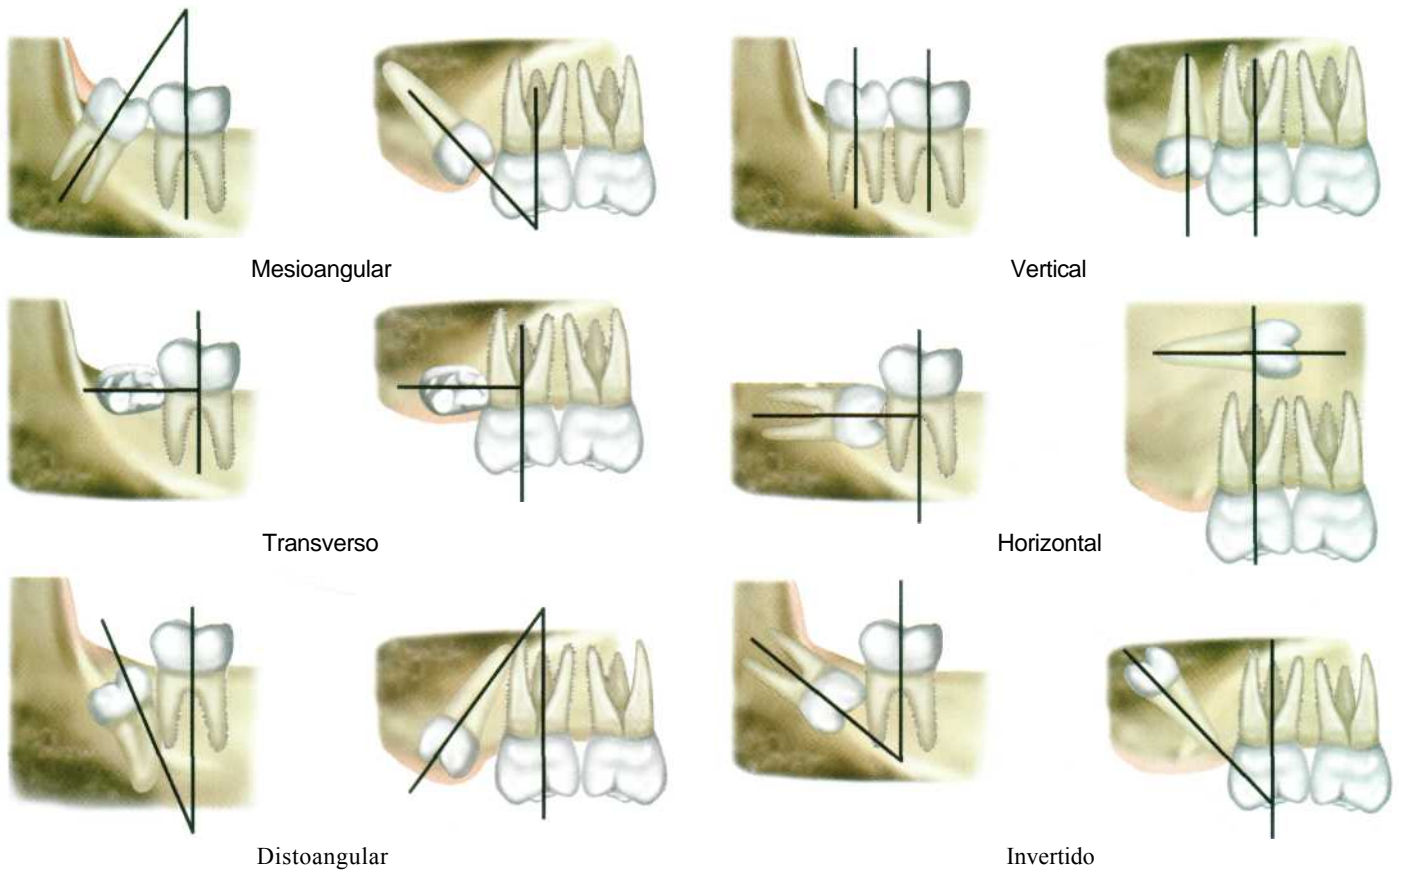 Mesioangular
Vertical
Transverso
Horizontal
Distoangular
Invertido